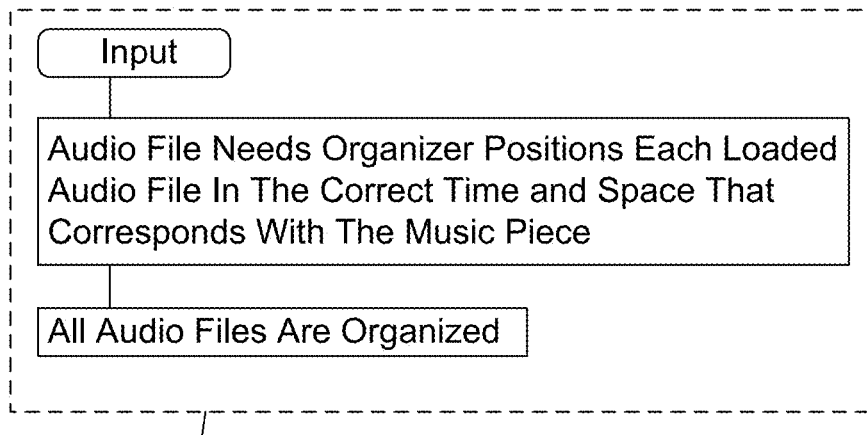 Input
Audio File Needs Organizer Positions Each Loaded
Audio File In The Correct Time and Space That
Corresponds With The Music Piece
All Audio Files Are Organized